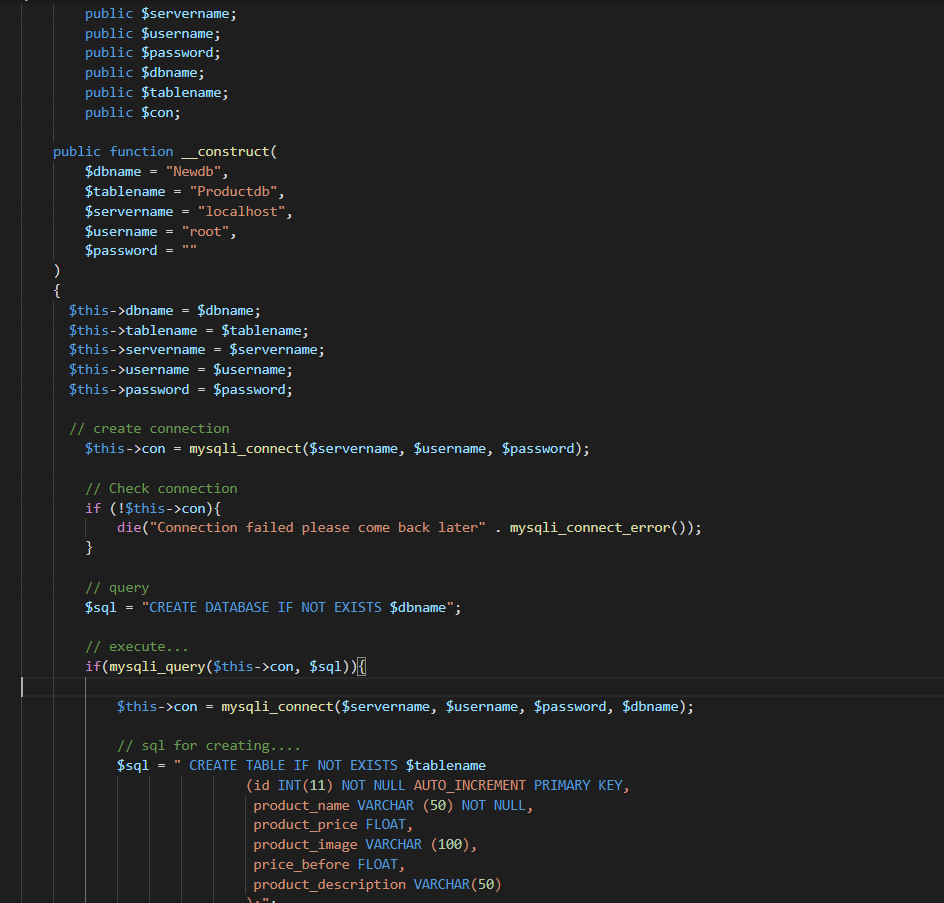 public $servername;
public $username;
public $password;
public $dbname;
public $tablename;
public $con;
public function __construct(
$dbname = "Newdb",
$tablename = "Productdb",
$servername = "localhost",
$username = "root",
$password = ""
)
{
$this->dbname = $dbname;
$this->tablename = $tablename;
$this->servername = $servername;
$this->username = $username;
$this->password = $password;
// create connection
$this->con = mysqli_connect($servername, $username, $password);
// Check connection
if (!$this->con){
die("Connection failed please come back later" . mysqli_connect_error());
}
// query
$sql = "CREATE DATABASE IF NOT EXISTS $dbname";
// execute...
if(mysqli_query($this->con, $sql)){
$this->con = mysqli_connect($servername, $username, $password, $dbname);
// sql for creating....
$sql = " CREATE TABLE IF NOT EXISTS $tablename
(id INT(11) NOT NULL AUTO_INCREMENT PRIMARY KEY,
product_name VARCHAR (50) NOT NULL,
product_price FLOAT,
product_image VARCHAR (100),
price_before FLOAT,
product_description VARCHAR(50)
);";